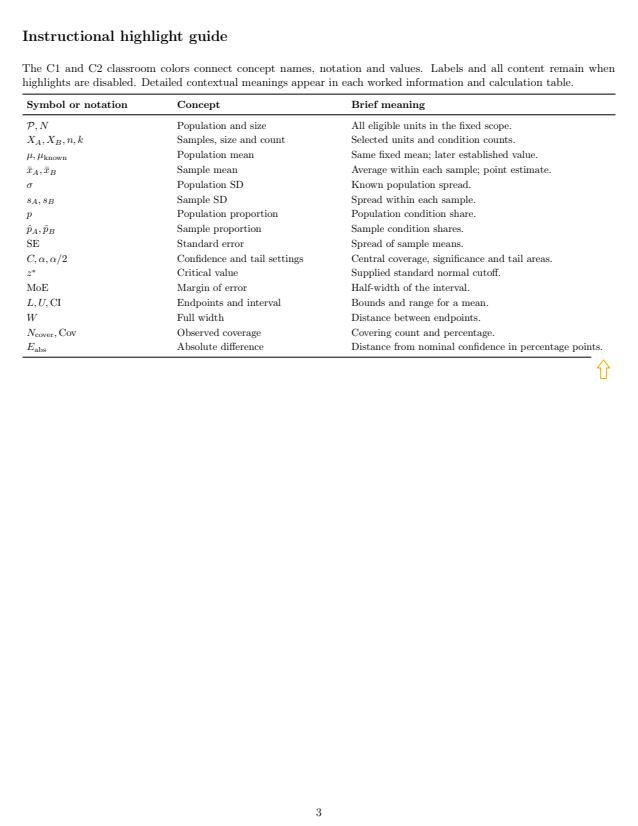 Instructional highlight guide
The C1 and C2 classroom colors connect concept names, notation and values. Labels and all content remain when
highlights are disabled. Detailed contextual meanings appear in each worked information and calculation table.
Symbol or notation Concept Brief meaning
𝒫, N Population and size All eligible units in the fixed scope.
X_A, X_B, n, k Samples, size and count Selected units and condition counts.
μ, μ_known Population mean Same fixed mean; later established value.
x̄_A, x̄_B Sample mean Average within each sample; point estimate.
σ Population SD Known population spread.
s_A, s_B Sample SD Spread within each sample.
p Population proportion Population condition share.
p̂_A, p̂_B Sample proportion Sample condition shares.
SE Standard error Spread of sample means.
C, α, α/2 Confidence and tail settings Central coverage, significance and tail areas.
z* Critical value Supplied standard normal cutoff.
MoE Margin of error Half-width of the interval.
L, U, CI Endpoints and interval Bounds and range for a mean.
W Full width Distance between endpoints.
N_cover, Cov Observed coverage Covering count and percentage.
E_abs Absolute difference Distance from nominal confidence in percentage points.
3